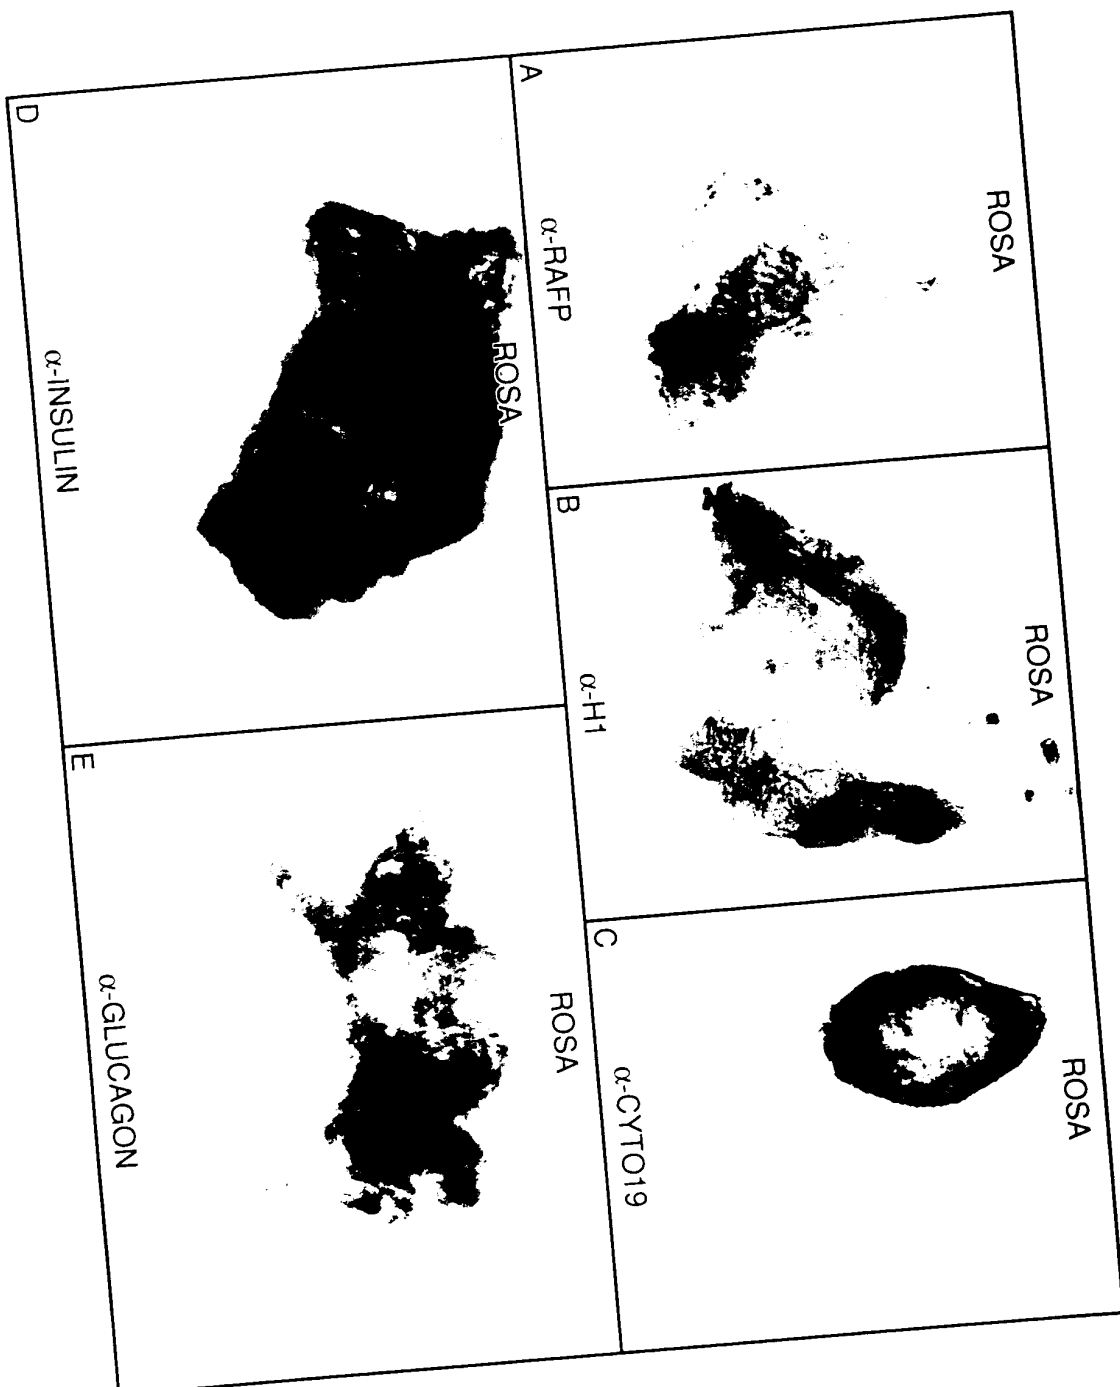 ROSA
A
α-RAFP
ROSA
B
α-H1
ROSA
C
α-CYTO19
ROSA
D
α-INSULIN
ROSA
E
α-GLUCAGON